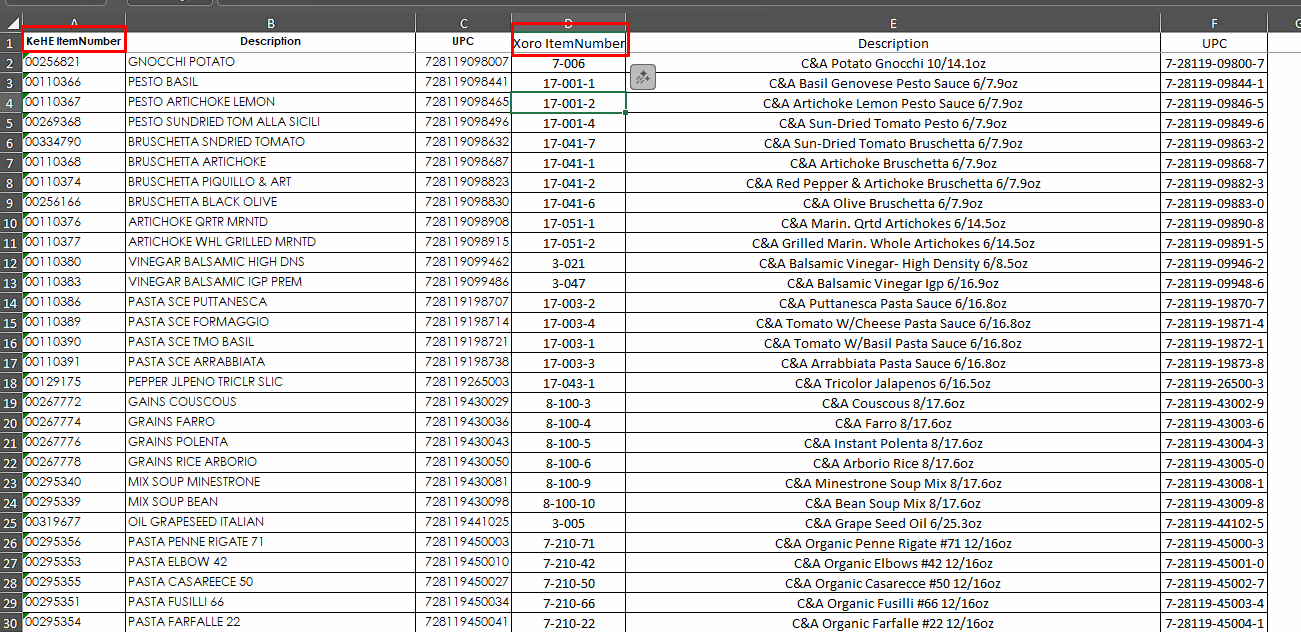 A B C D E F G
1 KeHE ItemNumber Description UPC Xoro ItemNumber Description UPC
2 00256821 GNOCCHI POTATO 728119098007 7-006 C&A Potato Gnocchi 10/14.1oz 7-28119-09800-7
3 00110366 PESTO BASIL 728119098441 17-001-1 C&A Basil Genovese Pesto Sauce 6/7.9oz 7-28119-09844-1
4 00110367 PESTO ARTICHOKE LEMON 728119098465 17-001-2 C&A Artichoke Lemon Pesto Sauce 6/7.9oz 7-28119-09846-5
5 00269368 PESTO SUNDRIED TOM ALLA SICILI 728119098496 17-001-4 C&A Sun-Dried Tomato Pesto 6/7.9oz 7-28119-09849-6
6 00334790 BRUSCHETTA SNDRIED TOMATO 728119098632 17-041-7 C&A Sun-Dried Tomato Bruschetta 6/7.9oz 7-28119-09863-2
7 00110368 BRUSCHETTA ARTICHOKE 728119098687 17-041-1 C&A Artichoke Bruschetta 6/7.9oz 7-28119-09868-7
8 00110374 BRUSCHETTA PIQUILLO & ART 728119098823 17-041-2 C&A Red Pepper & Artichoke Bruschetta 6/7.9oz 7-28119-09882-3
9 00256166 BRUSCHETTA BLACK OLIVE 728119098830 17-041-6 C&A Olive Bruschetta 6/7.9oz 7-28119-09883-0
10 00110376 ARTICHOKE QRTR MRNTD 728119098908 17-051-1 C&A Marin. Qrtd Artichokes 6/14.5oz 7-28119-09890-8
11 00110377 ARTICHOKE WHL GRILLED MRNTD 728119098915 17-051-2 C&A Grilled Marin. Whole Artichokes 6/14.5oz 7-28119-09891-5
12 00110380 VINEGAR BALSAMIC HIGH DNS 728119099462 3-021 C&A Balsamic Vinegar- High Density 6/8.5oz 7-28119-09946-2
13 00110383 VINEGAR BALSAMIC IGP PREM 728119099486 3-047 C&A Balsamic Vinegar Igp 6/16.9oz 7-28119-09948-6
14 00110386 PASTA SCE PUTTANESCA 728119198707 17-003-2 C&A Puttanesca Pasta Sauce 6/16.8oz 7-28119-19870-7
15 00110389 PASTA SCE FORMAGGIO 728119198714 17-003-4 C&A Tomato W/Cheese Pasta Sauce 6/16.8oz 7-28119-19871-4
16 00110390 PASTA SCE TMO BASIL 728119198721 17-003-1 C&A Tomato W/Basil Pasta Sauce 6/16.8oz 7-28119-19872-1
17 00110391 PASTA SCE ARRABBIATA 728119198738 17-003-3 C&A Arrabbiata Pasta Sauce 6/16.8oz 7-28119-19873-8
18 00129175 PEPPER JLPENO TRICLR SLIC 728119265003 17-043-1 C&A Tricolor Jalapenos 6/16.5oz 7-28119-26500-3
19 00267772 GAINS COUSCOUS 728119430029 8-100-3 C&A Couscous 8/17.6oz 7-28119-43002-9
20 00267774 GRAINS FARRO 728119430036 8-100-4 C&A Farro 8/17.6oz 7-28119-43003-6
21 00267776 GRAINS POLENTA 728119430043 8-100-5 C&A Instant Polenta 8/17.6oz 7-28119-43004-3
22 00267778 GRAINS RICE ARBORIO 728119430050 8-100-6 C&A Arborio Rice 8/17.6oz 7-28119-43005-0
23 00295340 MIX SOUP MINESTRONE 728119430081 8-100-9 C&A Minestrone Soup Mix 8/17.6oz 7-28119-43008-1
24 00295339 MIX SOUP BEAN 728119430098 8-100-10 C&A Bean Soup Mix 8/17.6oz 7-28119-43009-8
25 00319677 OIL GRAPESEED ITALIAN 728119441025 3-005 C&A Grape Seed Oil 6/25.3oz 7-28119-44102-5
26 00295356 PASTA PENNE RIGATE 71 728119450003 7-210-71 C&A Organic Penne Rigate #71 12/16oz 7-28119-45000-3
27 00295353 PASTA ELBOW 42 728119450010 7-210-42 C&A Organic Elbows #42 12/16oz 7-28119-45001-0
28 00295355 PASTA CASAREECE 50 728119450027 7-210-50 C&A Organic Casarecce #50 12/16oz 7-28119-45002-7
29 00295351 PASTA FUSILLI 66 728119450034 7-210-66 C&A Organic Fusilli #66 12/16oz 7-28119-45003-4
30 00295354 PASTA FARFALLE 22 728119450041 7-210-22 C&A Organic Farfalle #22 12/16oz 7-28119-45004-1